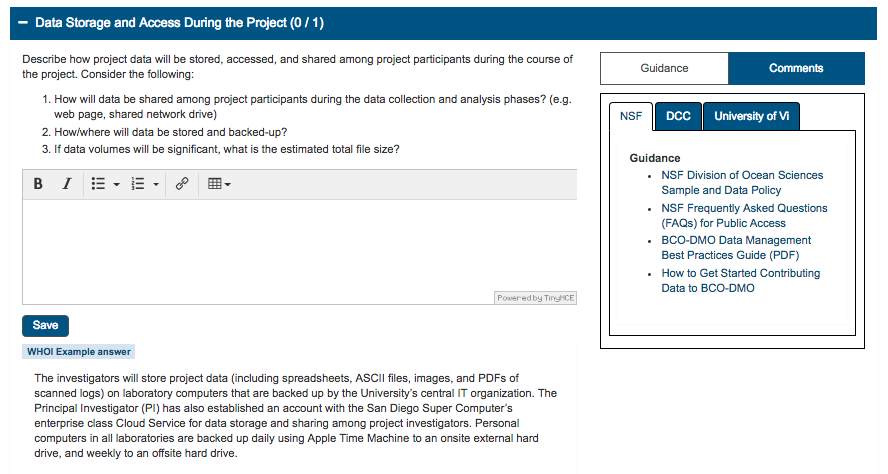 − Data Storage and Access During the Project (0 / 1)
Describe how project data will be stored, accessed, and shared among project participants during the course of
the project. Consider the following:
1. How will data be shared among project participants during the data collection and analysis phases? (e.g.
web page, shared network drive)
2. How/where will data be stored and backed-up?
3. If data volumes will be significant, what is the estimated total file size?
B I
Powered by TinyMCE
Save
WHOI Example answer
The investigators will store project data (including spreadsheets, ASCII files, images, and PDFs of
scanned logs) on laboratory computers that are backed up by the University's central IT organization. The
Principal Investigator (PI) has also established an account with the San Diego Super Computer's
enterprise class Cloud Service for data storage and sharing among project investigators. Personal
computers in all laboratories are backed up daily using Apple Time Machine to an onsite external hard
drive, and weekly to an offsite hard drive.
Guidance Comments
NSF DCC University of Vi
Guidance
• NSF Division of Ocean Sciences
Sample and Data Policy
• NSF Frequently Asked Questions
(FAQs) for Public Access
• BCO-DMO Data Management
Best Practices Guide (PDF)
• How to Get Started Contributing
Data to BCO-DMO